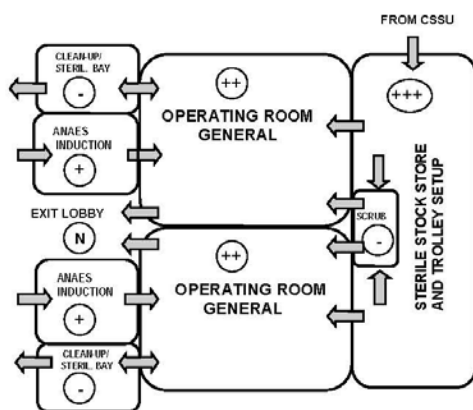 FROM CSSU
+++
CLEAN-UP/
STERIL. BAY
-
++
OPERATING ROOM
GENERAL
ANAES
INDUCTION
+
EXIT LOBBY
N
SCRUB
-
STERILE STOCK STORE
AND TROLLEY SETUP
++
OPERATING ROOM
GENERAL
ANAES
INDUCTION
+
CLEAN-UP/
STERIL. BAY
-